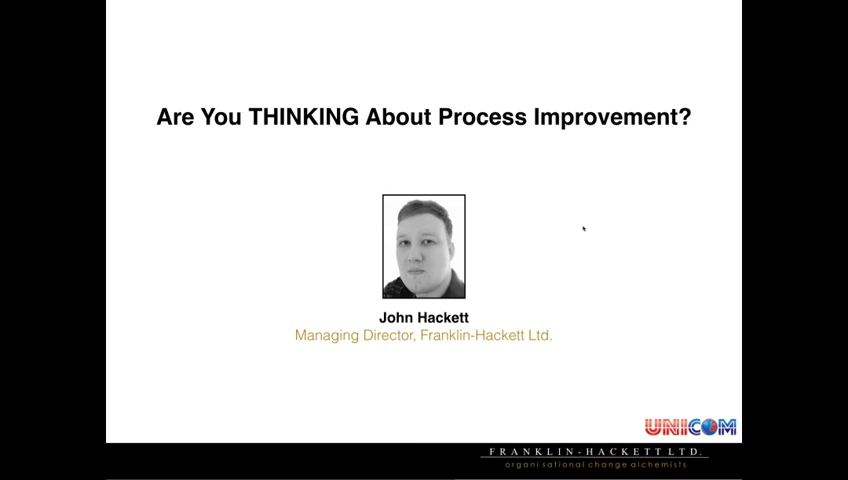 Are You THINKING About Process Improvement?
John Hackett
Managing Director, Franklin-Hackett Ltd.
UNICOM
FRANKLIN-HACKETT LTD.
organisational change alchemists